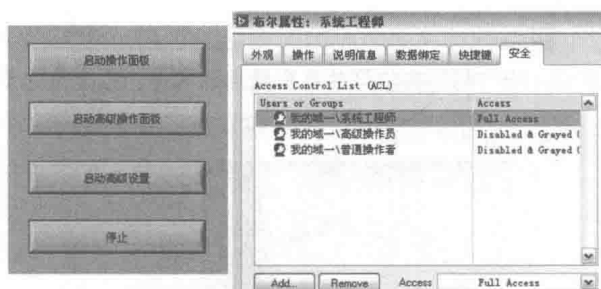 启动操作面板
启动高级操作面板
启动高级设置
停止
布尔属性：系统工程师
外观 操作 说明信息 数据绑定 快捷键 安全
Access Control List (ACL)
Users or Groups Access
我的域一\系统工程师 Full Access
我的域一\高级操作员 Disabled & Grayed (
我的域一\普通操作者 Disabled & Grayed (
Add... Remove Access Full Access